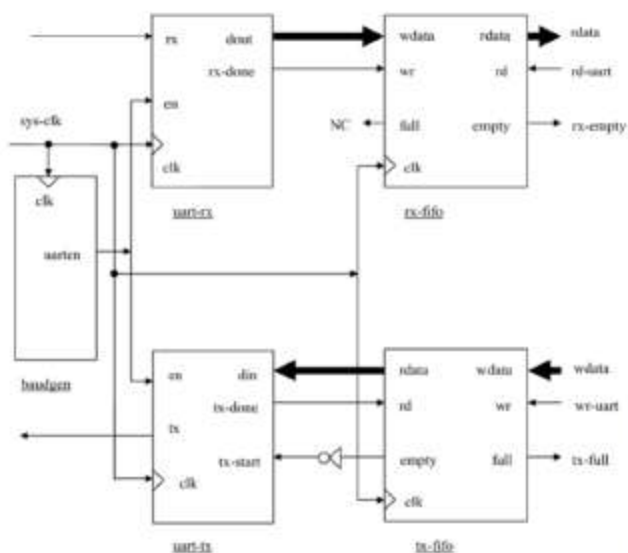 rx
dout
rx-done
en
clk
uart-rx
wdata
rdata
wr
rd
full
empty
clk
rx-fifo
rdata
rd-uart
NC
rx-empty
sys-clk
clk
uarten
baudgen
en
din
tx-done
tx
tx-start
clk
uart-tx
rdata
wdata
rd
wr
empty
full
clk
tx-fifo
wdata
wr-uart
tx-full